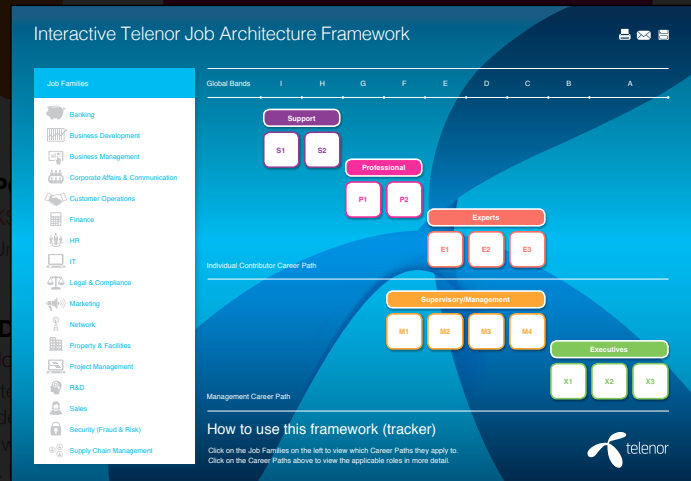 Interactive Telenor Job Architecture Framework
Job Families
Global Bands I H G F E D C B A
Banking
Business Development
Business Management
Corporate Affairs & Communication
Customer Operations
Finance
HR
IT
Legal & Compliance
Marketing
Network
Property & Facilities
Project Management
R&D
Sales
Security (Fraud & Risk)
Supply Chain Management
Support
S1 S2
Professional
P1 P2
Experts
E1 E2 E3
Individual Contributor Career Path
Supervisory/Management
M1 M2 M3 M4
Executives
X1 X2 X3
Management Career Path
How to use this framework (tracker)
Click on the Job Families on the left to view which Career Paths they apply to.
Click on the Career Paths above to view the applicable roles in more detail.
telenor